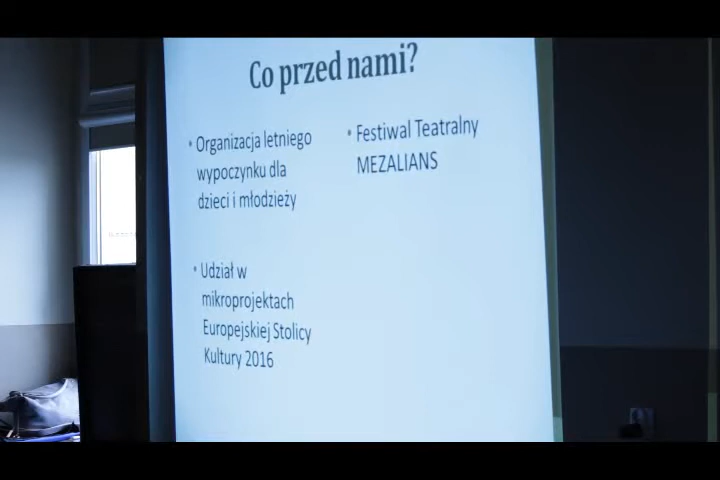 Co przed nami?
• Organizacja letniego
wypoczynku dla
dzieci i młodzieży
• Udział w
mikroprojektach
Europejskiej Stolicy
Kultury 2016
• Festiwal Teatralny
MEZALIANS